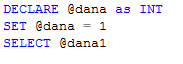 DECLARE @dana as INT
SET @dana = 1
SELECT @dana1